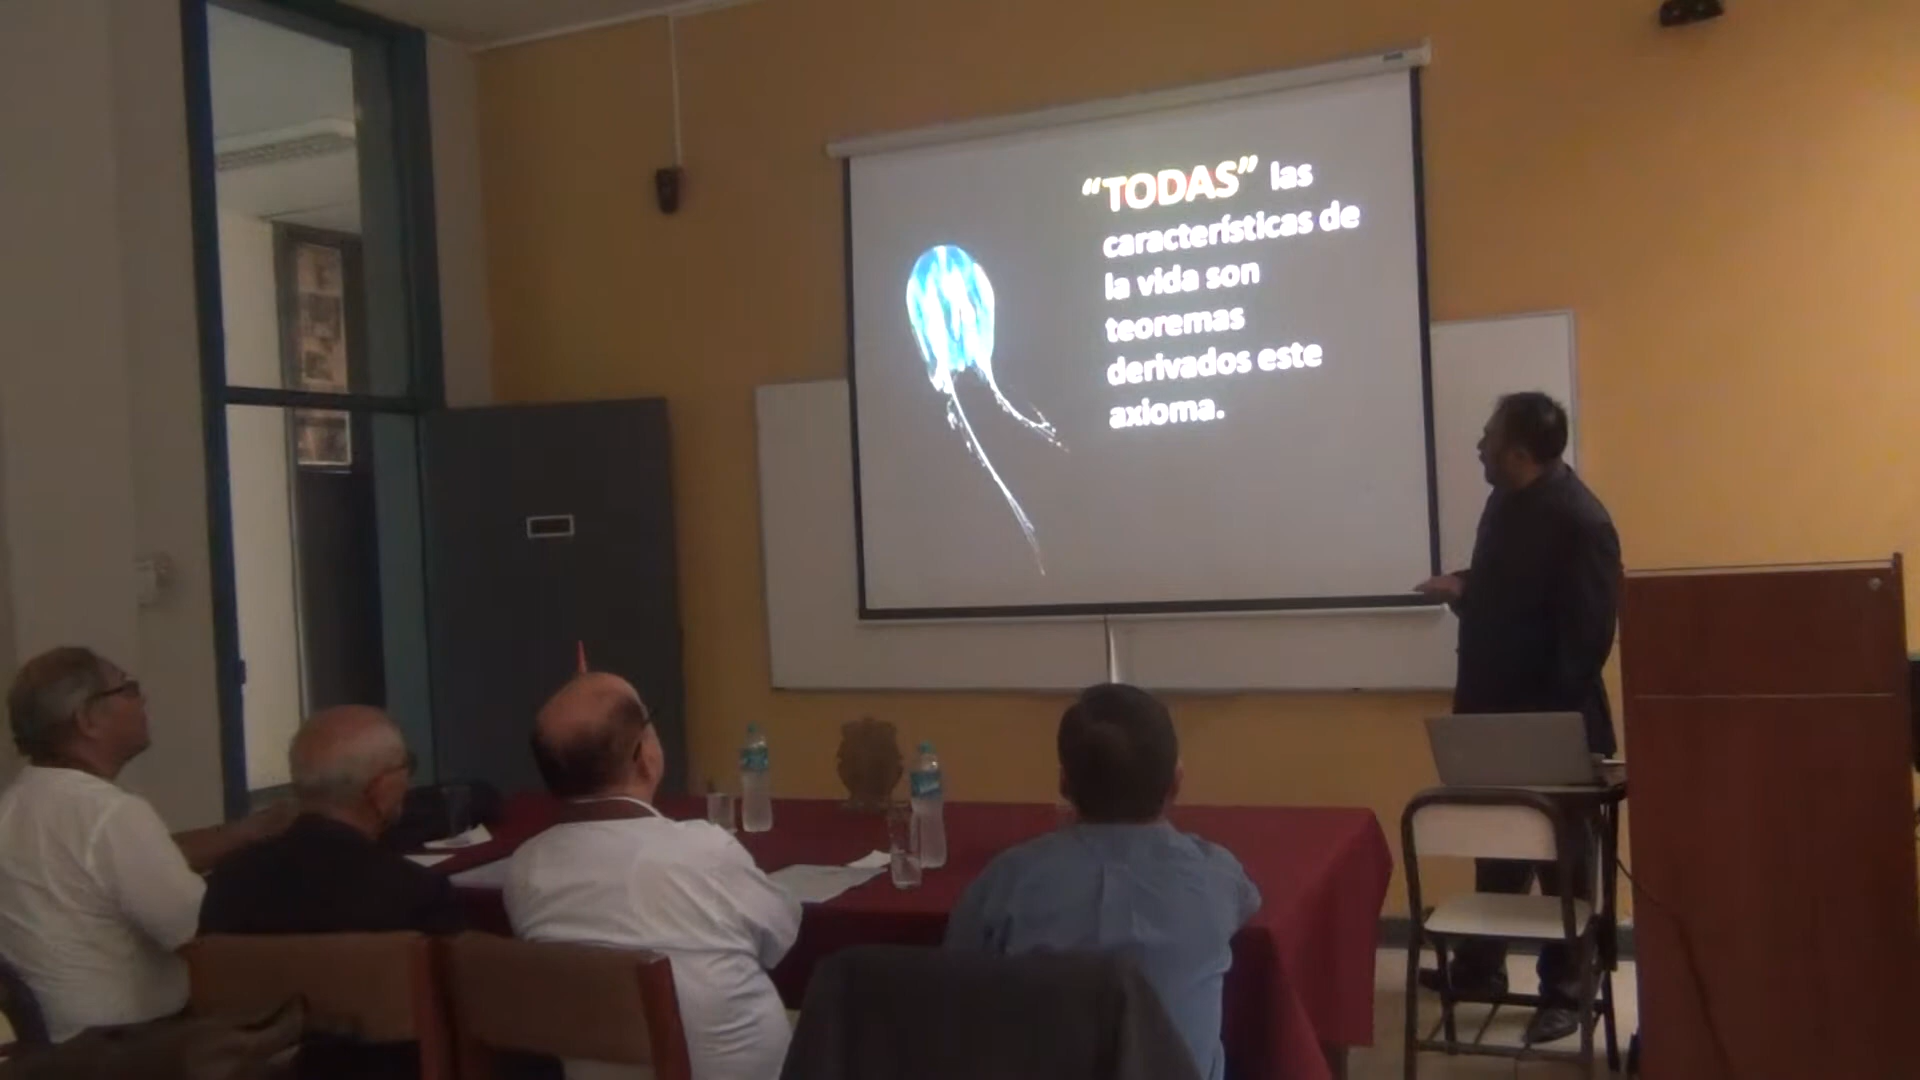 “TODAS” las
características de
la vida son
teoremas
derivados este
axioma.